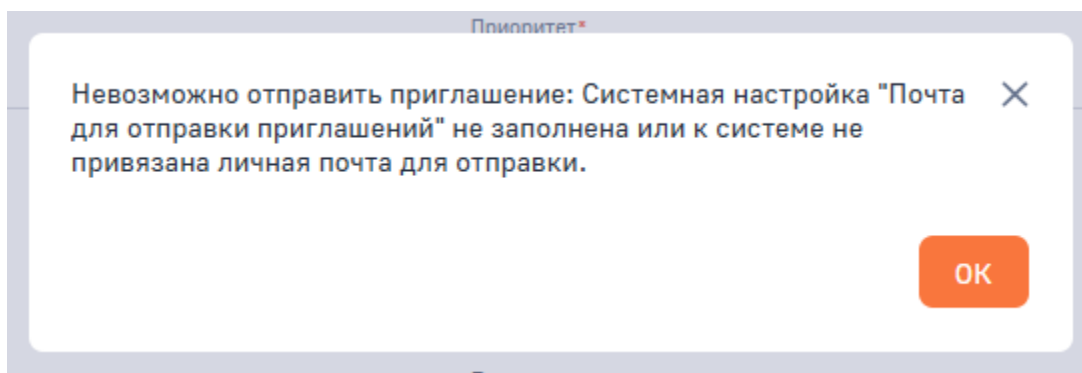 Приоритет*
Невозможно отправить приглашение: Системная настройка "Почта
для отправки приглашений" не заполнена или к системе не
привязана личная почта для отправки.
ОК